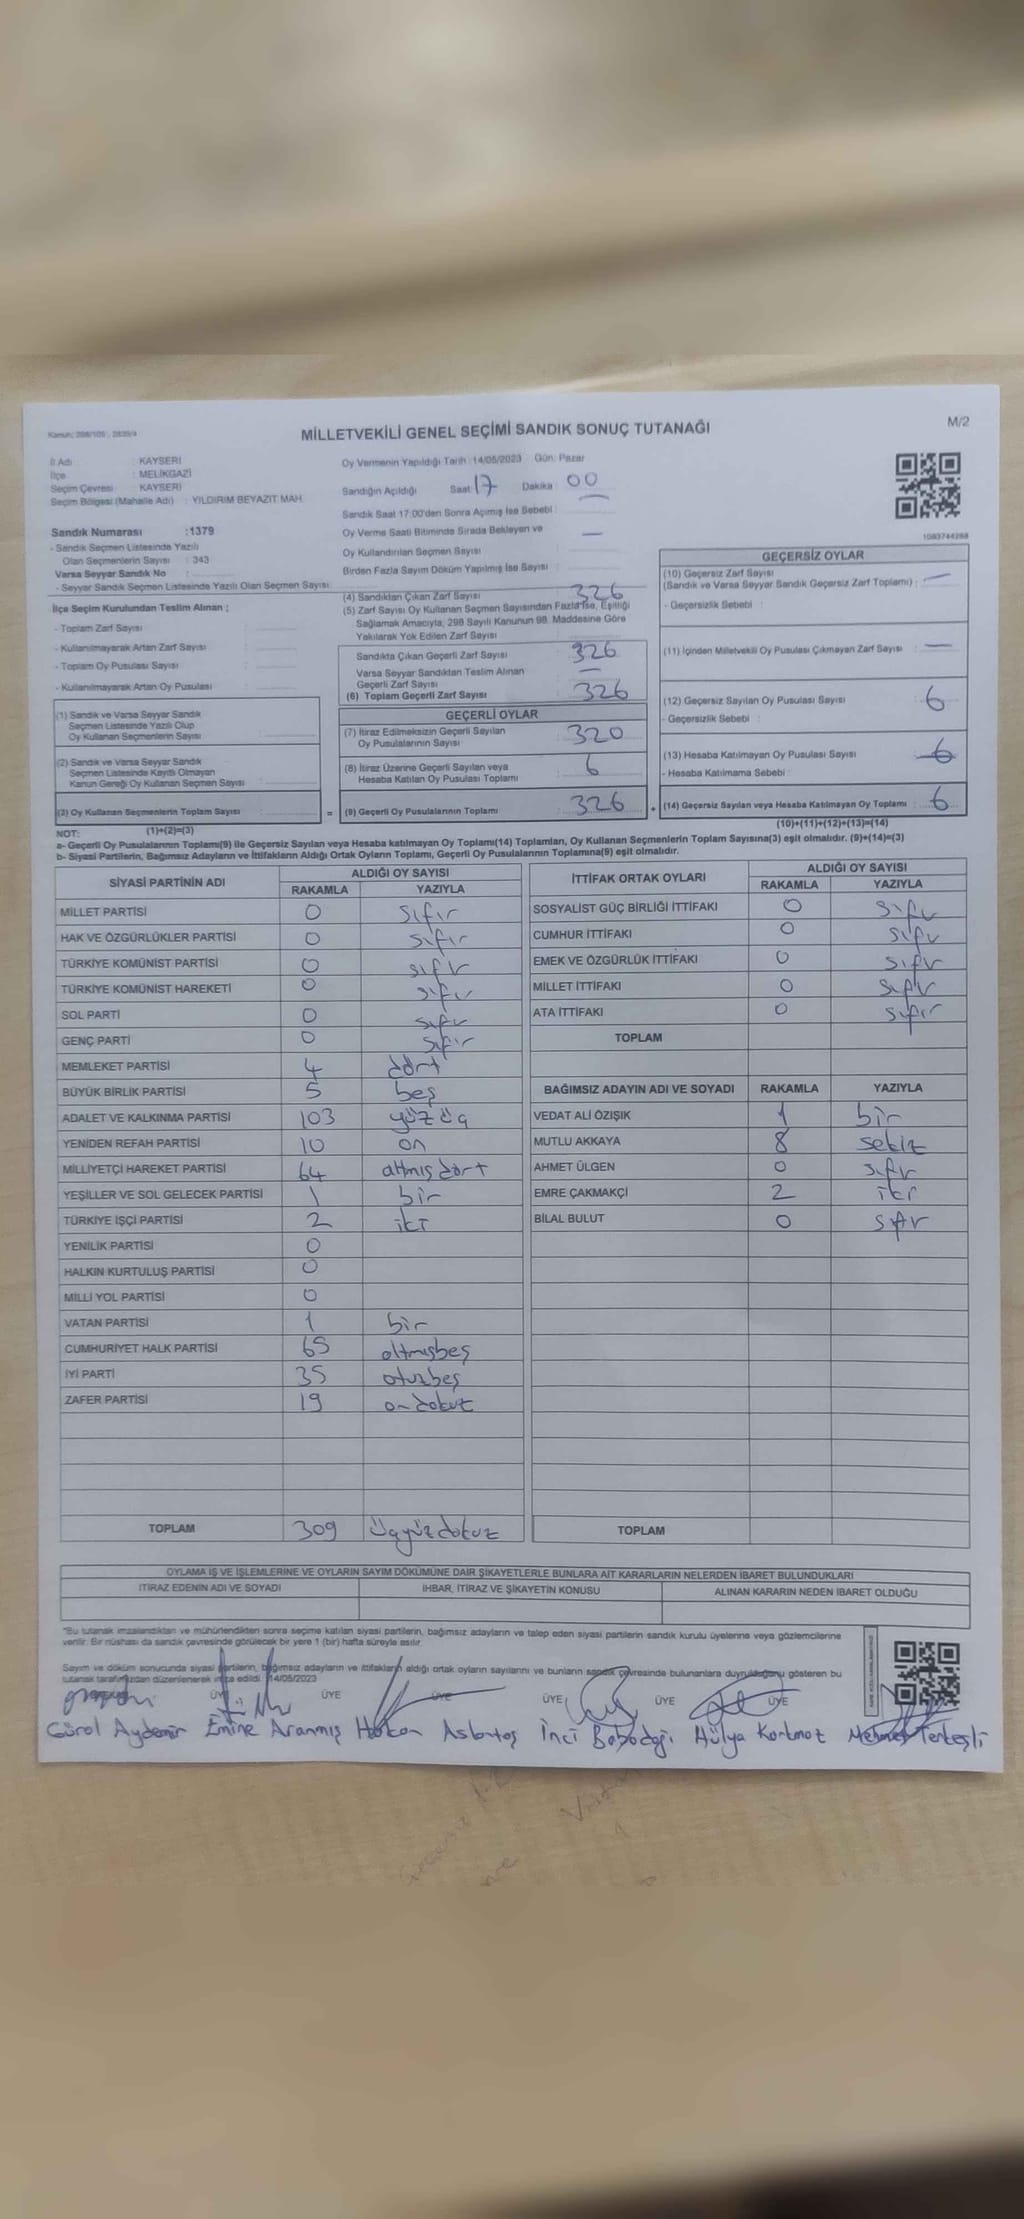 Kanun: 298/105 , 2839/4
MİLLETVEKİLİ GENEL SEÇİMİ SANDIK SONUÇ TUTANAĞI
M/2
İl Adı : KAYSERİ
İlçe : MELİKGAZİ
Seçim Çevresi : KAYSERİ
Seçim Bölgesi (Mahalle Adı) : YILDIRIM BEYAZIT MAH.
Sandık Numarası :1379
- Sandık Seçmen Listesinde Yazılı
Olan Seçmenlerin Sayısı : 343
Varsa Seyyar Sandık No :
- Seyyar Sandık Seçmen Listesinde Yazılı Olan Seçmen Sayısı:
Oy Vermenin Yapıldığı Tarih :14/05/2023 Gün: Pazar
Sandığın Açıldığı Saat: 17 Dakika : 00
Sandık Saat 17:00'den Sonra Açımış İse Sebebi :
Oy Verme Saati Bitiminde Sırada Bekleyen ve —
Oy Kullandırılan Seçmen Sayısı
Birden Fazla Sayım Döküm Yapılmış İse Sayısı :
1083744288
İlçe Seçim Kurulundan Teslim Alınan ;
- Toplam Zarf Sayısı :
- Kullanılmayarak Artan Zarf Sayısı :
- Toplam Oy Pusulası Sayısı :
- Kullanılmayarak Artan Oy Pusulası :
(1) Sandık ve Varsa Seyyar Sandık
Seçmen Listesinde Yazılı Olup
Oy Kullanan Seçmenlerin Sayısı :
(2) Sandık ve Varsa Seyyar Sandık
Seçmen Listesinde Kayıtlı Olmayan
Kanun Gereği Oy Kullanan Seçmen Sayısı :
(3) Oy Kullanan Seçmenlerin Toplam Sayısı :
=
(4) Sandıktan Çıkan Zarf Sayısı : 326
(5) Zarf Sayısı Oy Kullanan Seçmen Sayısından Fazla İse, Eşitliği
Sağlamak Amacıyla, 298 Sayılı Kanunun 98. Maddesine Göre
Yakılarak Yok Edilen Zarf Sayısı :
Sandıkta Çıkan Geçerli Zarf Sayısı : 326
Varsa Seyyar Sandıktan Teslim Alınan
Geçerli Zarf Sayısı : —
(6) Toplam Geçerli Zarf Sayısı : 326
GEÇERLİ OYLAR
(7) İtiraz Edilmeksizin Geçerli Sayılan
Oy Pusulalarının Sayısı : 320
(8) İtiraz Üzerine Geçerli Sayılan veya
Hesaba Katılan Oy Pusulası Toplamı : 6
(9) Geçerli Oy Pusulalarının Toplamı : 326
+
GEÇERSİZ OYLAR
(10) Geçersiz Zarf Sayısı
(Sandık ve Varsa Seyyar Sandık Geçersiz Zarf Toplamı) : —
- Geçersizlik Sebebi :
(11) İçinden Milletvekili Oy Pusulası Çıkmayan Zarf Sayısı : —
(12) Geçersiz Sayılan Oy Pusulası Sayısı : 6
- Geçersizlik Sebebi :
(13) Hesaba Katılmayan Oy Pusulası Sayısı : 6
- Hesaba Katılmama Sebebi :
(14) Geçersiz Sayılan veya Hesaba Katılmayan Oy Toplamı : 6
NOT: (1)+(2)=(3)
(10)+(11)+(12)+(13)=(14)
a- Geçerli Oy Pusulalarının Toplamı(9) ile Geçersiz Sayılan veya Hesaba katılmayan Oy Toplamı(14) Toplamları, Oy Kullanan Seçmenlerin Toplam Sayısına(3) eşit olmalıdır. (9)+(14)=(3)
b- Siyasi Partilerin, Bağımsız Adayların ve İttifakların Aldığı Ortak Oyların Toplamı, Geçerli Oy Pusulalarının Toplamına(9) eşit olmalıdır.
SİYASİ PARTİNİN ADI ALDIĞI OY SAYISI
RAKAMLA YAZIYLA
MİLLET PARTİSİ 0 sıfır
HAK VE ÖZGÜRLÜKLER PARTİSİ 0 sıfır
TÜRKİYE KOMÜNİST PARTİSİ 0 sıfır
TÜRKİYE KOMÜNİST HAREKETİ 0 sıfır
SOL PARTİ 0 sıfır
GENÇ PARTİ 0 sıfır
MEMLEKET PARTİSİ 4 dört
BÜYÜK BİRLİK PARTİSİ 5 beş
ADALET VE KALKINMA PARTİSİ 103 yüz üç
YENİDEN REFAH PARTİSİ 10 on
MİLLİYETÇİ HAREKET PARTİSİ 64 altmış dört
YEŞİLLER VE SOL GELECEK PARTİSİ 1 bir
TÜRKİYE İŞÇİ PARTİSİ 2 iki
YENİLİK PARTİSİ 0
HALKIN KURTULUŞ PARTİSİ 0
MİLLİ YOL PARTİSİ 0
VATAN PARTİSİ 1 bir
CUMHURİYET HALK PARTİSİ 65 altmışbeş
İYİ PARTİ 35 otuzbeş
ZAFER PARTİSİ 19 on dokuz
TOPLAM 309 üçyüz dokuz
İTTİFAK ORTAK OYLARI ALDIĞI OY SAYISI
RAKAMLA YAZIYLA
SOSYALİST GÜÇ BİRLİĞİ İTTİFAKI 0 sıfır
CUMHUR İTTİFAKI 0 sıfır
EMEK VE ÖZGÜRLÜK İTTİFAKI 0 sıfır
MİLLET İTTİFAKI 0 sıfır
ATA İTTİFAKI 0 sıfır
TOPLAM
BAĞIMSIZ ADAYIN ADI VE SOYADI RAKAMLA YAZIYLA
VEDAT ALİ ÖZIŞIK 1 bir
MUTLU AKKAYA 8 sekiz
AHMET ÜLGEN 0 sıfır
EMRE ÇAKMAKÇİ 2 iki
BİLAL BULUT 0 sıfır
TOPLAM
OYLAMA İŞ VE İŞLEMLERİNE VE OYLARIN SAYIM DÖKÜMÜNE DAİR ŞİKAYETLERLE BUNLARA AİT KARARLARIN NELERDEN İBARET BULUNDUKLARI
İTİRAZ EDENİN ADI VE SOYADI İHBAR, İTİRAZ VE ŞİKAYETİN KONUSU ALINAN KARARIN NEDEN İBARET OLDUĞU
"Bu tutanak imzalandıktan ve mühürlendikten sonra seçime katılan siyasi partilerin, bağımsız adayların ve talep eden siyasi partilerin sandık kurulu üyelerine veya gözlemcilerine
verilir. Bir nüshası da sandık çevresinde görülecek bir yere 1 (bir) hafta süreyle asılır.
Sayım ve döküm sonucunda siyasi partilerin, bağımsız adayların ve ittifakların aldığı ortak oyların sayılarını ve bunların sandık çevresinde bulunanlara duyrulduğunu gösteren bu
tutanak tarafımızdan düzenlenerek imza edildi. 14/05/2023
ÜYE ÜYE ÜYE ÜYE ÜYE ÜYE
Gürol Aydemir Emine Aranmış Hakan Aslantaş İnci Babadağı Hülya Korkmaz Mehmet Terkeşli